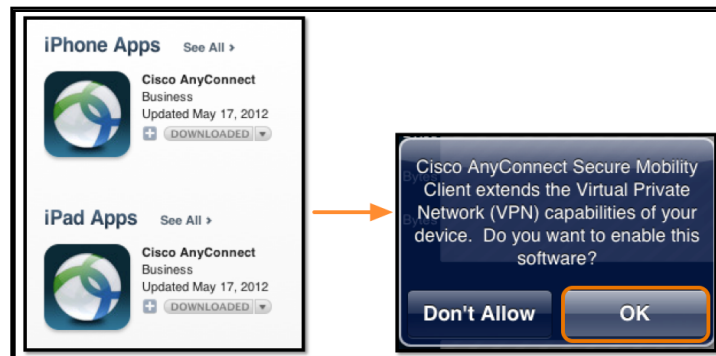 iPhone Apps See All >
Cisco AnyConnect
Business
Updated May 17, 2012
DOWNLOADED
iPad Apps See All >
Cisco AnyConnect
Business
Updated May 17, 2012
DOWNLOADED
Bytes
Cisco AnyConnect Secure Mobility
Client extends the Virtual Private
Network (VPN) capabilities of your
device. Do you want to enable this
software?
Don't Allow OK